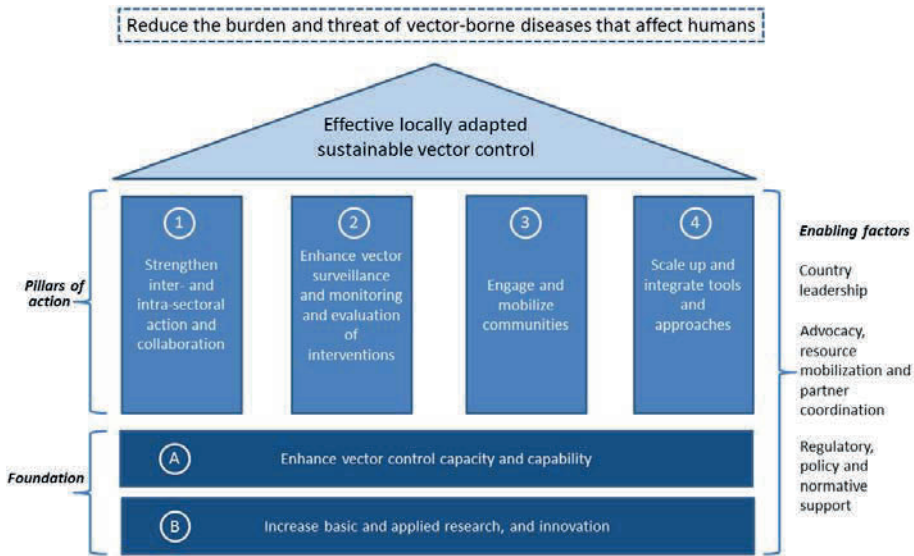 Reduce the burden and threat of vector-borne diseases that affect humans
Effective locally adapted
sustainable vector control
Pillars of
action
1
Strengthen
inter- and
intra-sectoral
action and
collaboration
2
Enhance vector
surveillance
and monitoring
and evaluation
of
interventions
3
Engage and
mobilize
communities
4
Scale up and
integrate tools
and
approaches
Enabling factors
Country
leadership
Advocacy,
resource
mobilization and
partner
coordination
Regulatory,
policy and
normative
support
Foundation
A
Enhance vector control capacity and capability
B
Increase basic and applied research, and innovation